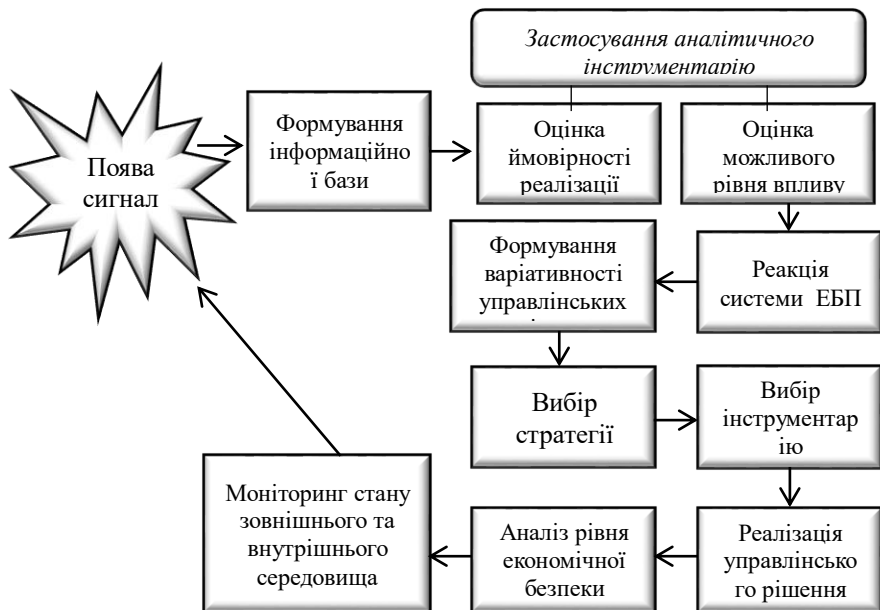 Застосування аналітичного
інструментарію
Поява
сигнал
Формування
інформаційно
ї бази
Оцінка
ймовірності
реалізації
Оцінка
можливого
рівня впливу
Реакція
системи ЕБП
Формування
варіативності
управлінських
Вибір
стратегії
Вибір
інструментар
ію
Реалізація
управлінсько
го рішення
Аналіз рівня
економічної
безпеки
Моніторинг стану
зовнішнього та
внутрішнього
середовища